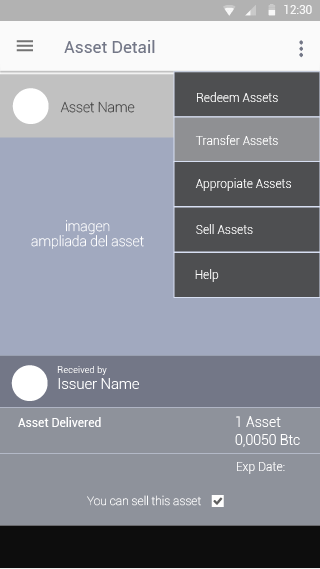 12:30
Asset Detail
Asset Name
Redeem Assets
Transfer Assets
Appropiate Assets
Sell Assets
Help
imagen
ampliada del asset
Received by
Issuer Name
Asset Delivered
1 Asset
0,0050 Btc
Exp Date:
You can sell this asset